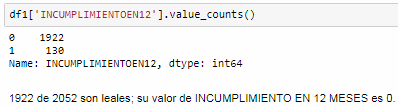 df1['INCUMPLIMIENTOEN12'].value_counts()
0    1922
1     130
Name: INCUMPLIMIENTOEN12, dtype: int64
1922 de 2052 son leales; su valor de INCUMPLIMIENTO EN 12 MESES es 0.